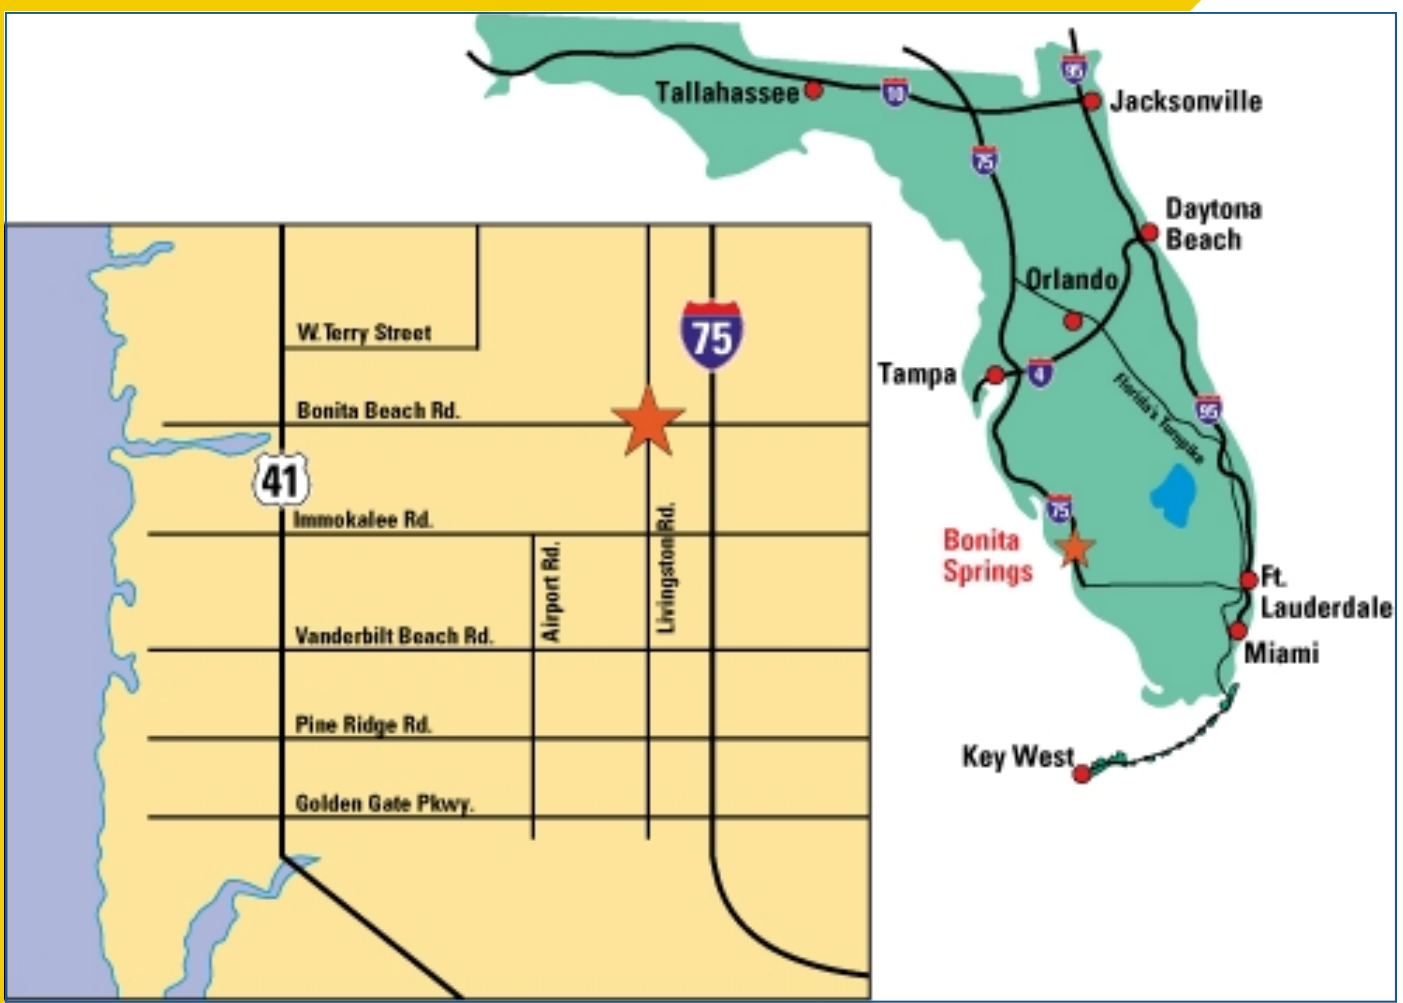 95
Tallahassee
10
Jacksonville
75
Daytona
Beach
Orlando
Tampa
4
Florida's Turnpike
95
75
Bonita
Springs
Ft.
Lauderdale
Miami
Key West
75
W. Terry Street
Bonita Beach Rd.
41
Immokalee Rd.
Airport Rd.
Livingston Rd.
Vanderbilt Beach Rd.
Pine Ridge Rd.
Golden Gate Pkwy.